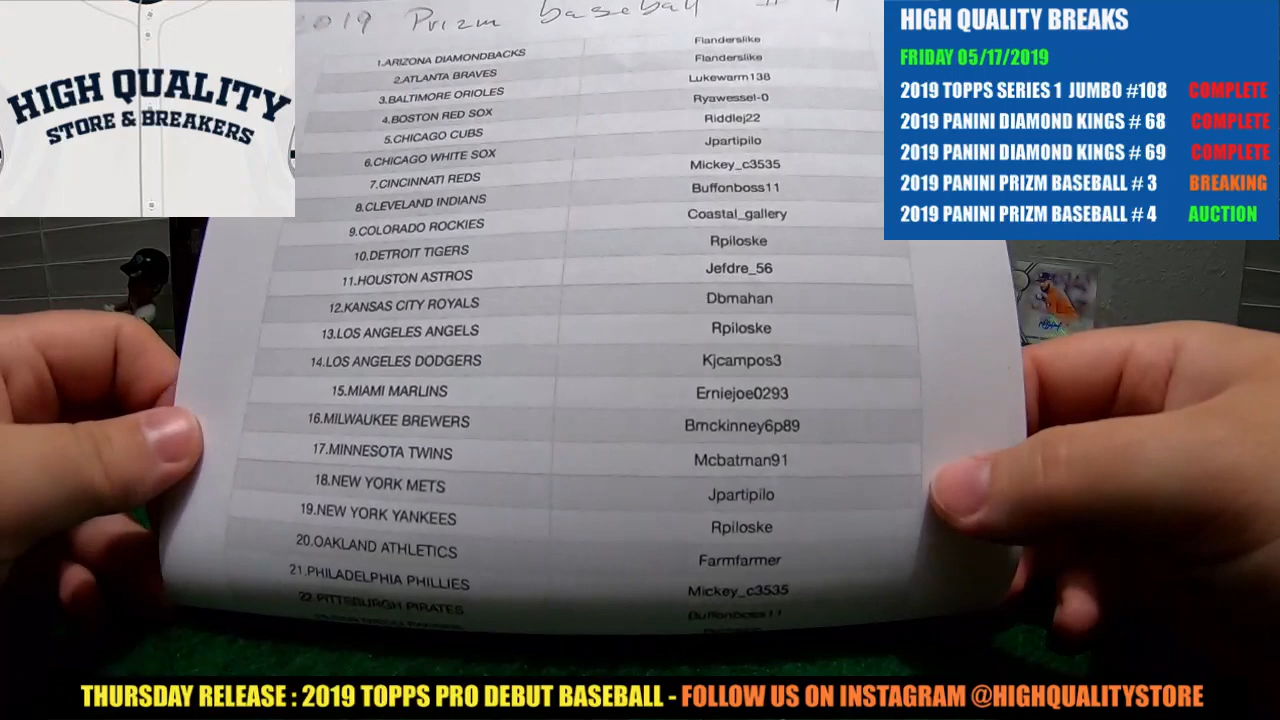 HIGH QUALITY
STORE & BREAKERS
2019 Prizm baseball #
1.ARIZONA DIAMONDBACKS Flanderslike
2.ATLANTA BRAVES Flanderslike
3.BALTIMORE ORIOLES Lukewarm138
4.BOSTON RED SOX Ryawessel-0
5.CHICAGO CUBS Riddlej22
6.CHICAGO WHITE SOX Jpartipilo
7.CINCINNATI REDS Mickey_c3535
8.CLEVELAND INDIANS Buffonboss11
9.COLORADO ROCKIES Coastal_gallery
10.DETROIT TIGERS Rpiloske
11.HOUSTON ASTROS Jefdre_56
12.KANSAS CITY ROYALS Dbmahan
13.LOS ANGELES ANGELS Rpiloske
14.LOS ANGELES DODGERS Kjcampos3
15.MIAMI MARLINS Erniejoe0293
16.MILWAUKEE BREWERS Bmckinney6p89
17.MINNESOTA TWINS Mcbatman91
18.NEW YORK METS Jpartipilo
19.NEW YORK YANKEES Rpiloske
20.OAKLAND ATHLETICS Farmfarmer
21.PHILADELPHIA PHILLIES Mickey_c3535
22.PITTSBURGH PIRATES Buffonboss11
HIGH QUALITY BREAKS
FRIDAY 05/17/2019
2019 TOPPS SERIES 1 JUMBO #108 COMPLETE
2019 PANINI DIAMOND KINGS # 68 COMPLETE
2019 PANINI DIAMOND KINGS # 69 COMPLETE
2019 PANINI PRIZM BASEBALL # 3 BREAKING
2019 PANINI PRIZM BASEBALL # 4 AUCTION
THURSDAY RELEASE : 2019 TOPPS PRO DEBUT BASEBALL - FOLLOW US ON INSTAGRAM @HIGHQUALITYSTORE